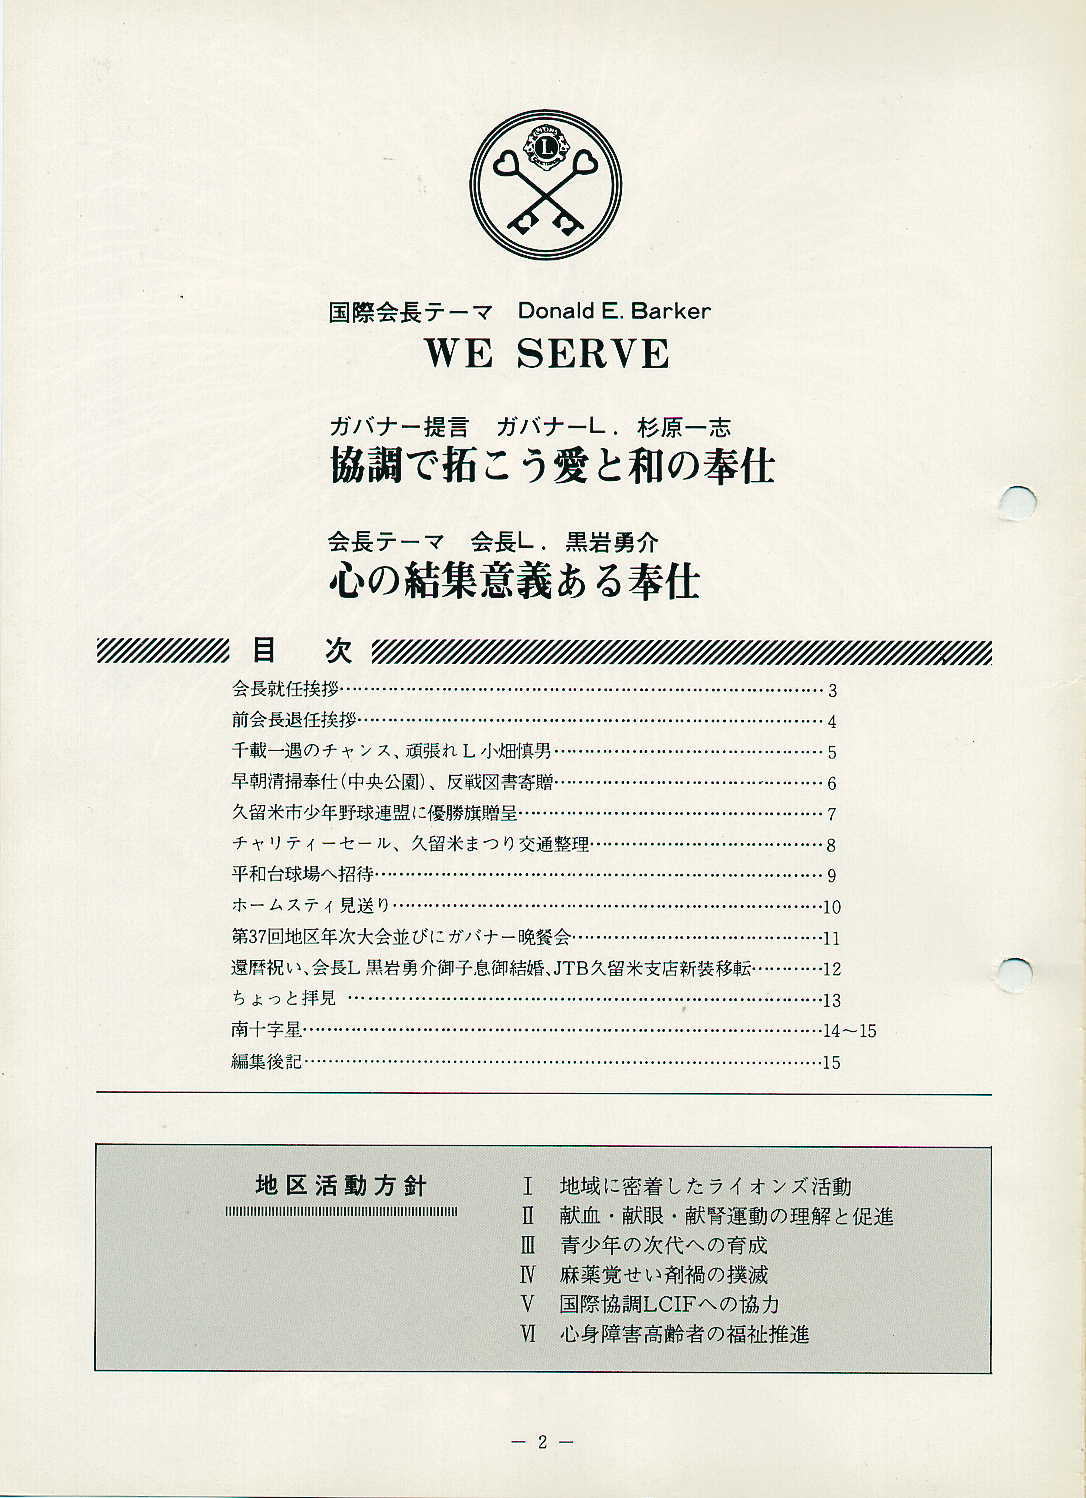 L
国際会長テーマ Donald E. Barker
WE SERVE
ガバナー提言 ガバナーL. 杉原一志
協調で拓こう愛と和の奉仕
会長テーマ 会長L. 黒岩勇介
心の結集意義ある奉仕
目 次
会長就任挨拶………………………………3
前会長退任挨拶………………………………4
千載一遇のチャンス、頑張れL小畑慎男………………………………5
早朝清掃奉仕(中央公園)、反戦図書寄贈………………………………6
久留米市少年野球連盟に優勝旗贈呈………………………………7
チャリティーセール、久留米まつり交通整理………………………………8
平和台球場へ招待………………………………9
ホームスティ見送り………………………………10
第37回地区年次大会並びにガバナー晩餐会………………………………11
還暦祝い、会長L黒岩勇介御子息御結婚、JTB久留米支店新装移転…………12
ちょっと拝見………………………………13
南十字星………………………………14〜15
編集後記………………………………15
地区活動方針
Ⅰ 地域に密着したライオンズ活動
Ⅱ 献血・献眼・献腎運動の理解と促進
Ⅲ 青少年の次代への育成
Ⅳ 麻薬覚せい剤禍の撲滅
Ⅴ 国際協調LCIFへの協力
Ⅵ 心身障害高齢者の福祉推進
— 2 —